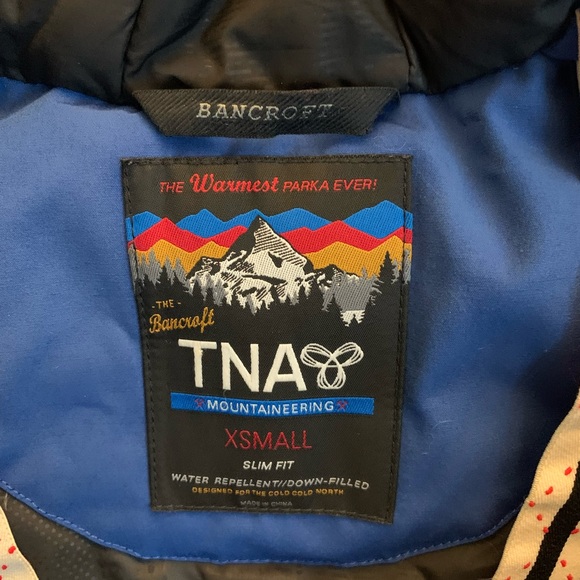 BANCROFT
THE Warmest PARKA EVER!
- THE -
Bancroft
TNA
MOUNTAINEERING
XSMALL
SLIM FIT
WATER REPELLENT//DOWN-FILLED
DESIGNED FOR THE COLD COLD NORTH
MADE IN CHINA